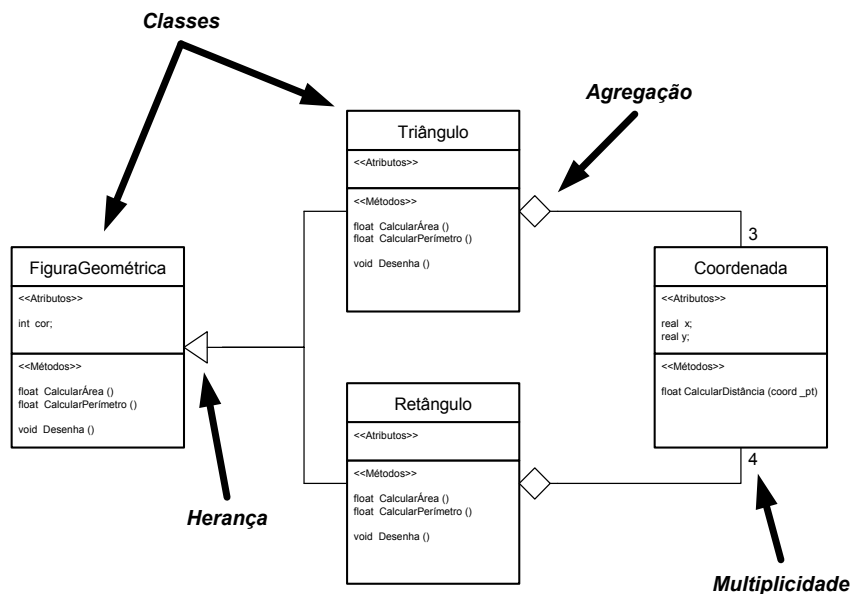 Classes
Agregação
Triângulo
<<Atributos>>
<<Métodos>>
float CalcularÁrea ()
float CalcularPerímetro ()
void Desenha ()
3
FiguraGeométrica
<<Atributos>>
int cor;
<<Métodos>>
float CalcularÁrea ()
float CalcularPerímetro ()
void Desenha ()
Coordenada
<<Atributos>>
real x;
real y;
<<Métodos>>
float CalcularDistância (coord _pt)
Retângulo
<<Atributos>>
<<Métodos>>
float CalcularÁrea ()
float CalcularPerímetro ()
void Desenha ()
4
Herança
Multiplicidade